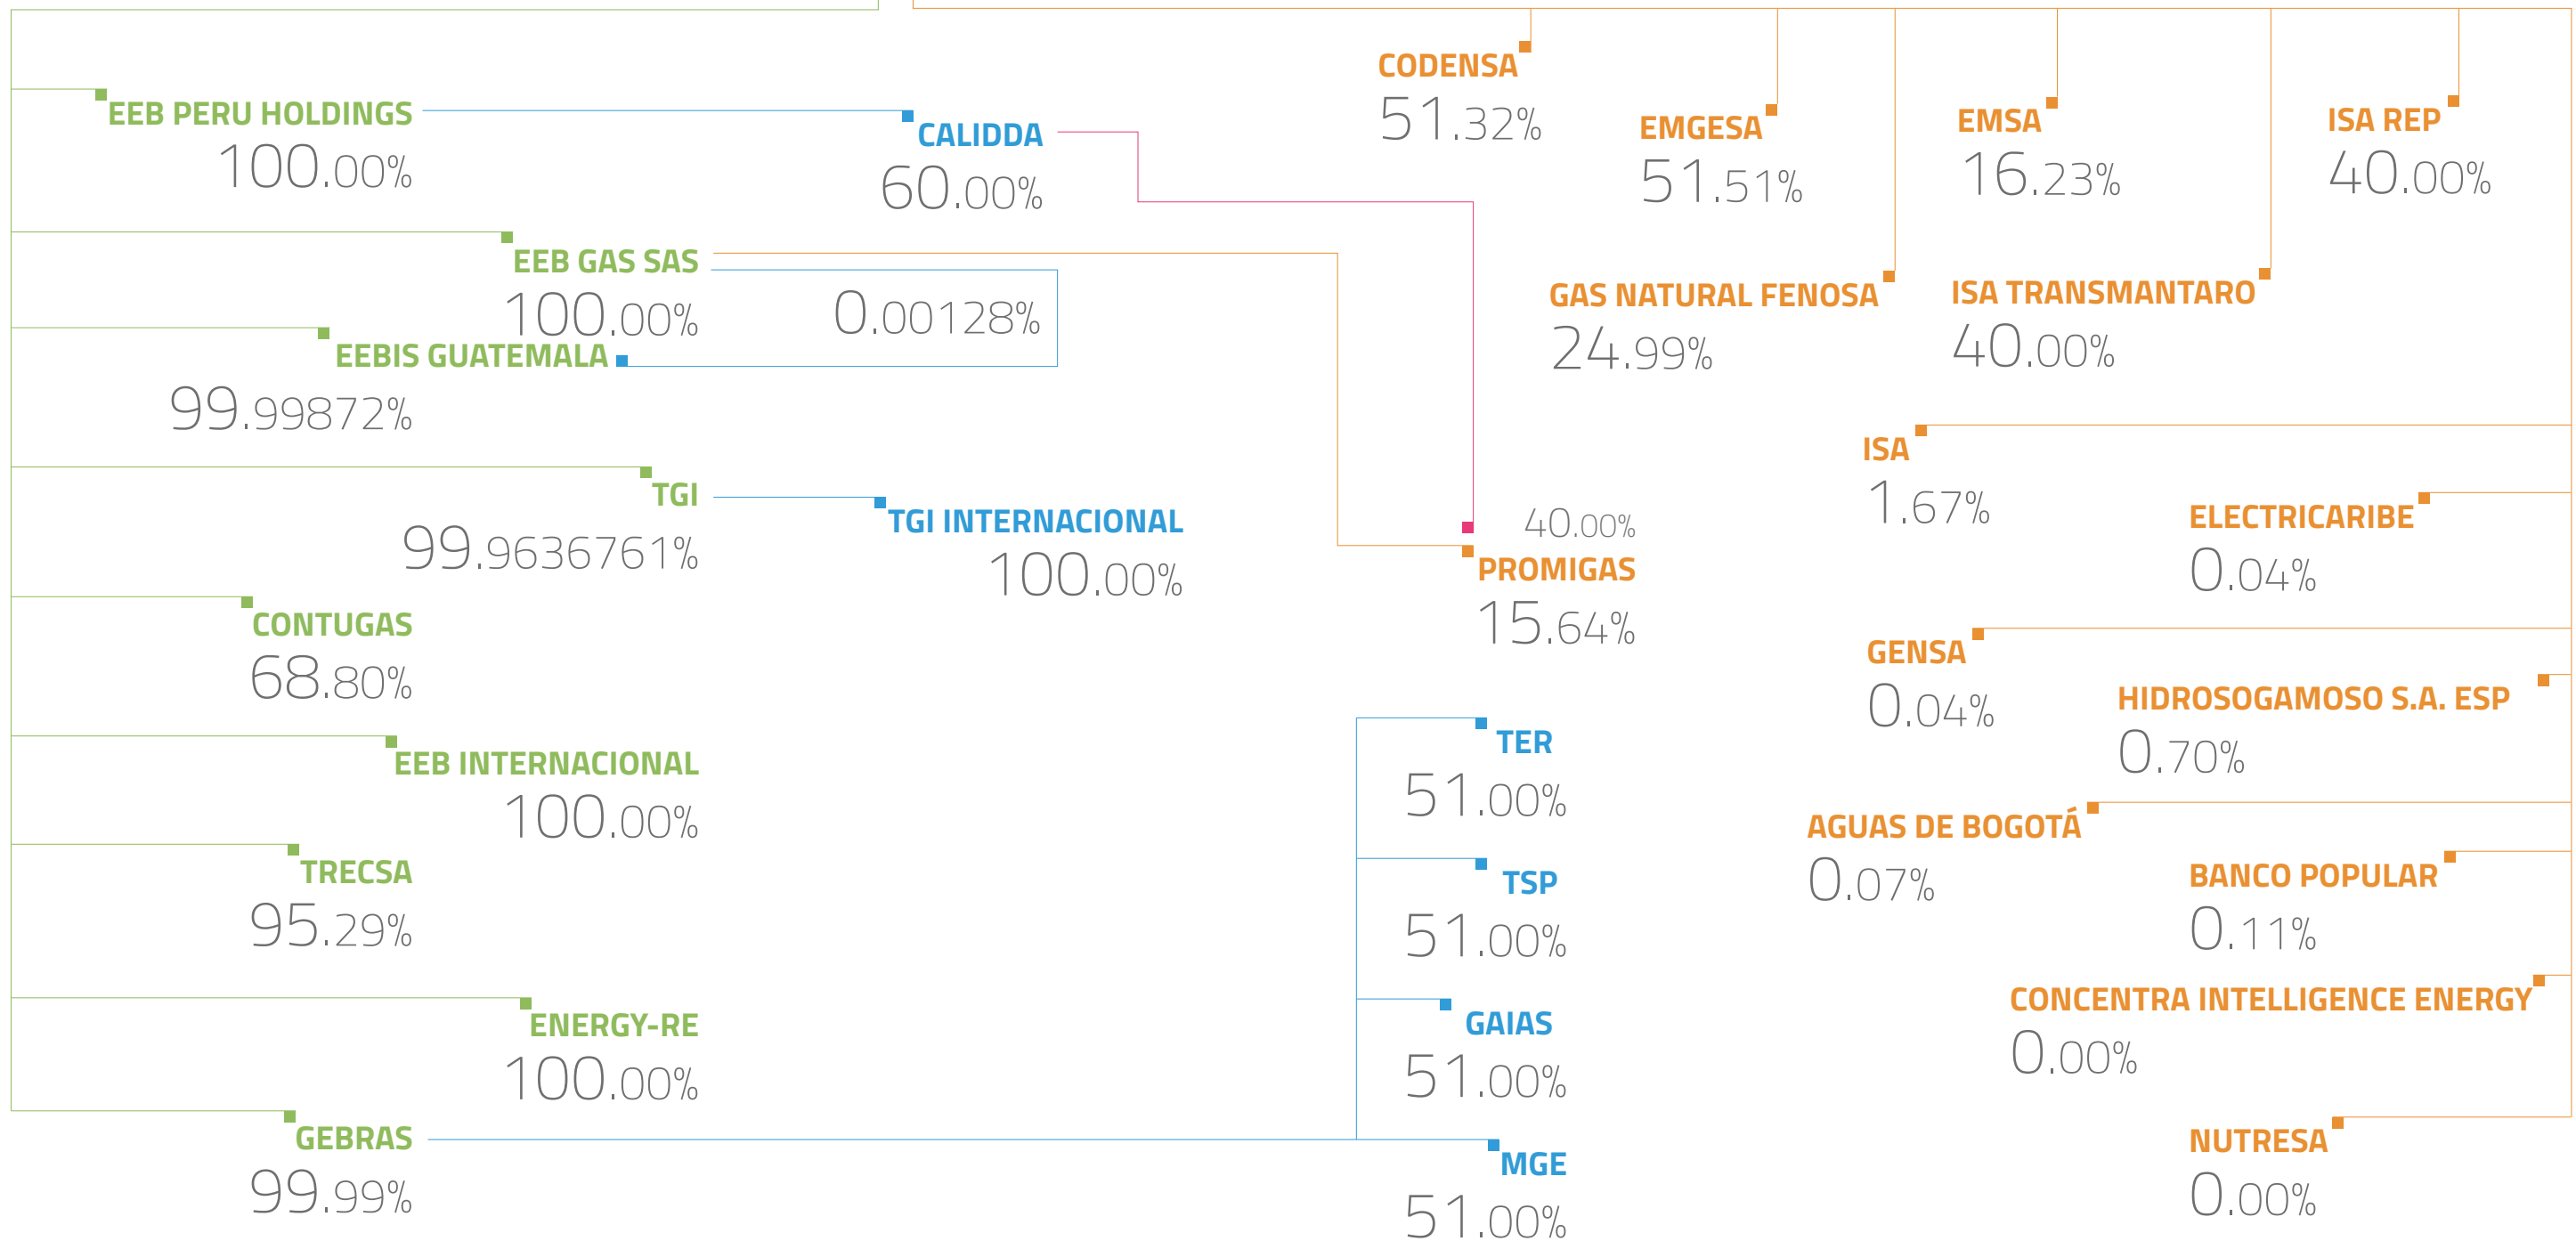 EEB PERU HOLDINGS
100.00%
CALIDDA
60.00%
EEB GAS SAS
100.00%
0.00128%
EEBIS GUATEMALA
99.99872%
TGI
99.9636761%
TGI INTERNACIONAL
100.00%
CONTUGAS
68.80%
EEB INTERNACIONAL
100.00%
TRECSA
95.29%
ENERGY-RE
100.00%
GEBRAS
99.99%
40.00%
PROMIGAS
15.64%
TER
51.00%
TSP
51.00%
GAIAS
51.00%
MGE
51.00%
CODENSA
51.32%
EMGESA
51.51%
EMSA
16.23%
ISA REP
40.00%
GAS NATURAL FENOSA
24.99%
ISA TRANSMANTARO
40.00%
ISA
1.67%
ELECTRICARIBE
0.04%
GENSA
0.04%
HIDROSOGAMOSO S.A. ESP
0.70%
AGUAS DE BOGOTÁ
0.07%
BANCO POPULAR
0.11%
CONCENTRA INTELLIGENCE ENERGY
0.00%
NUTRESA
0.00%